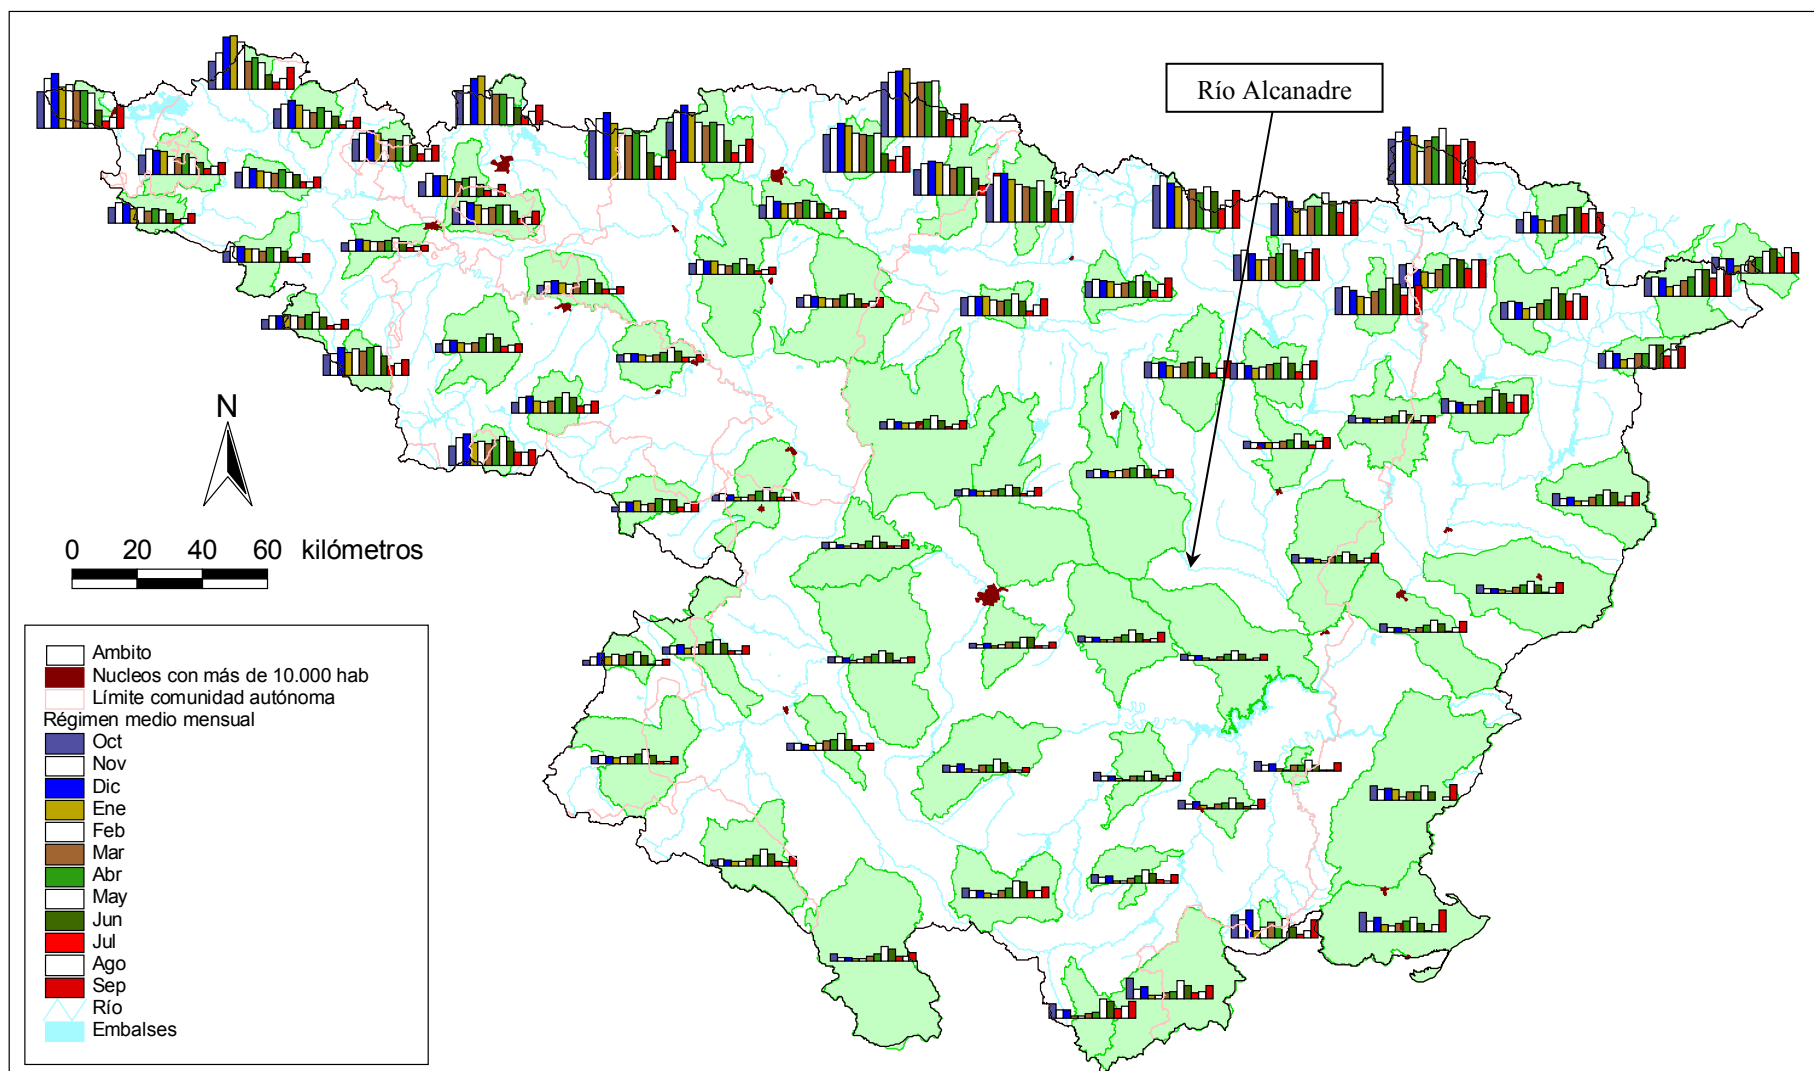 Río Alcanadre
N
0 20 40 60 kilómetros
Ambito
Nucleos con más de 10.000 hab
Límite comunidad autónoma
Régimen medio mensual
Oct
Nov
Dic
Ene
Feb
Mar
Abr
May
Jun
Jul
Ago
Sep
Río
Embalses